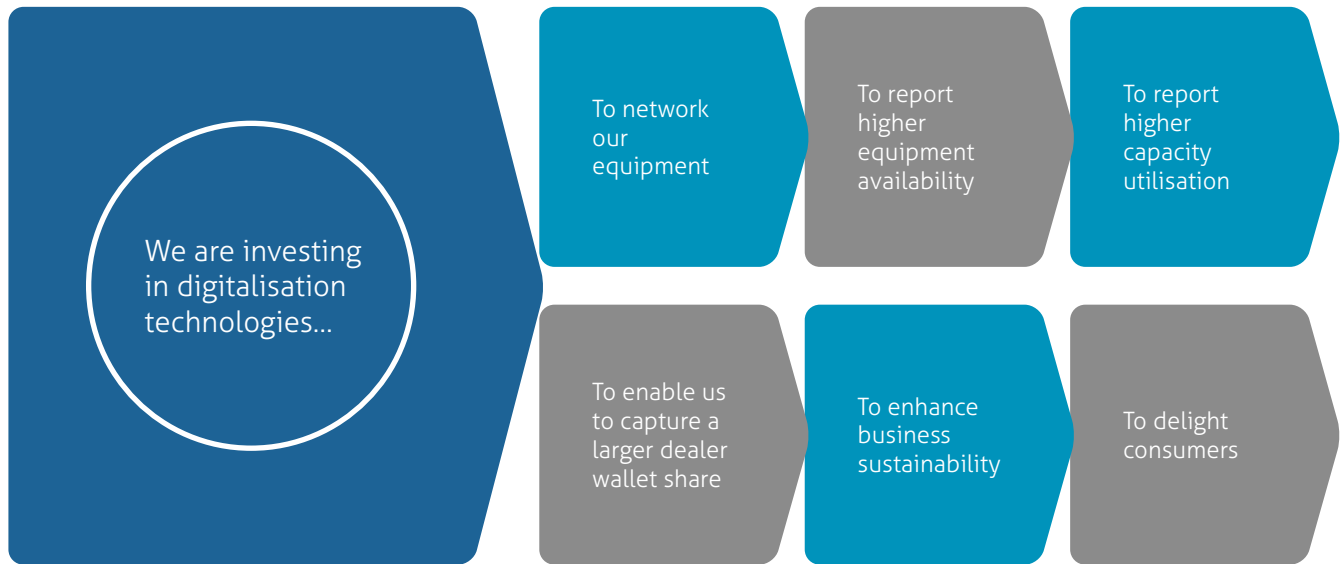 We are investing
in digitalisation
technologies...
To network
our
equipment
To report
higher
equipment
availability
To report
higher
capacity
utilisation
To enable us
to capture a
larger dealer
wallet share
To enhance
business
sustainability
To delight
consumers